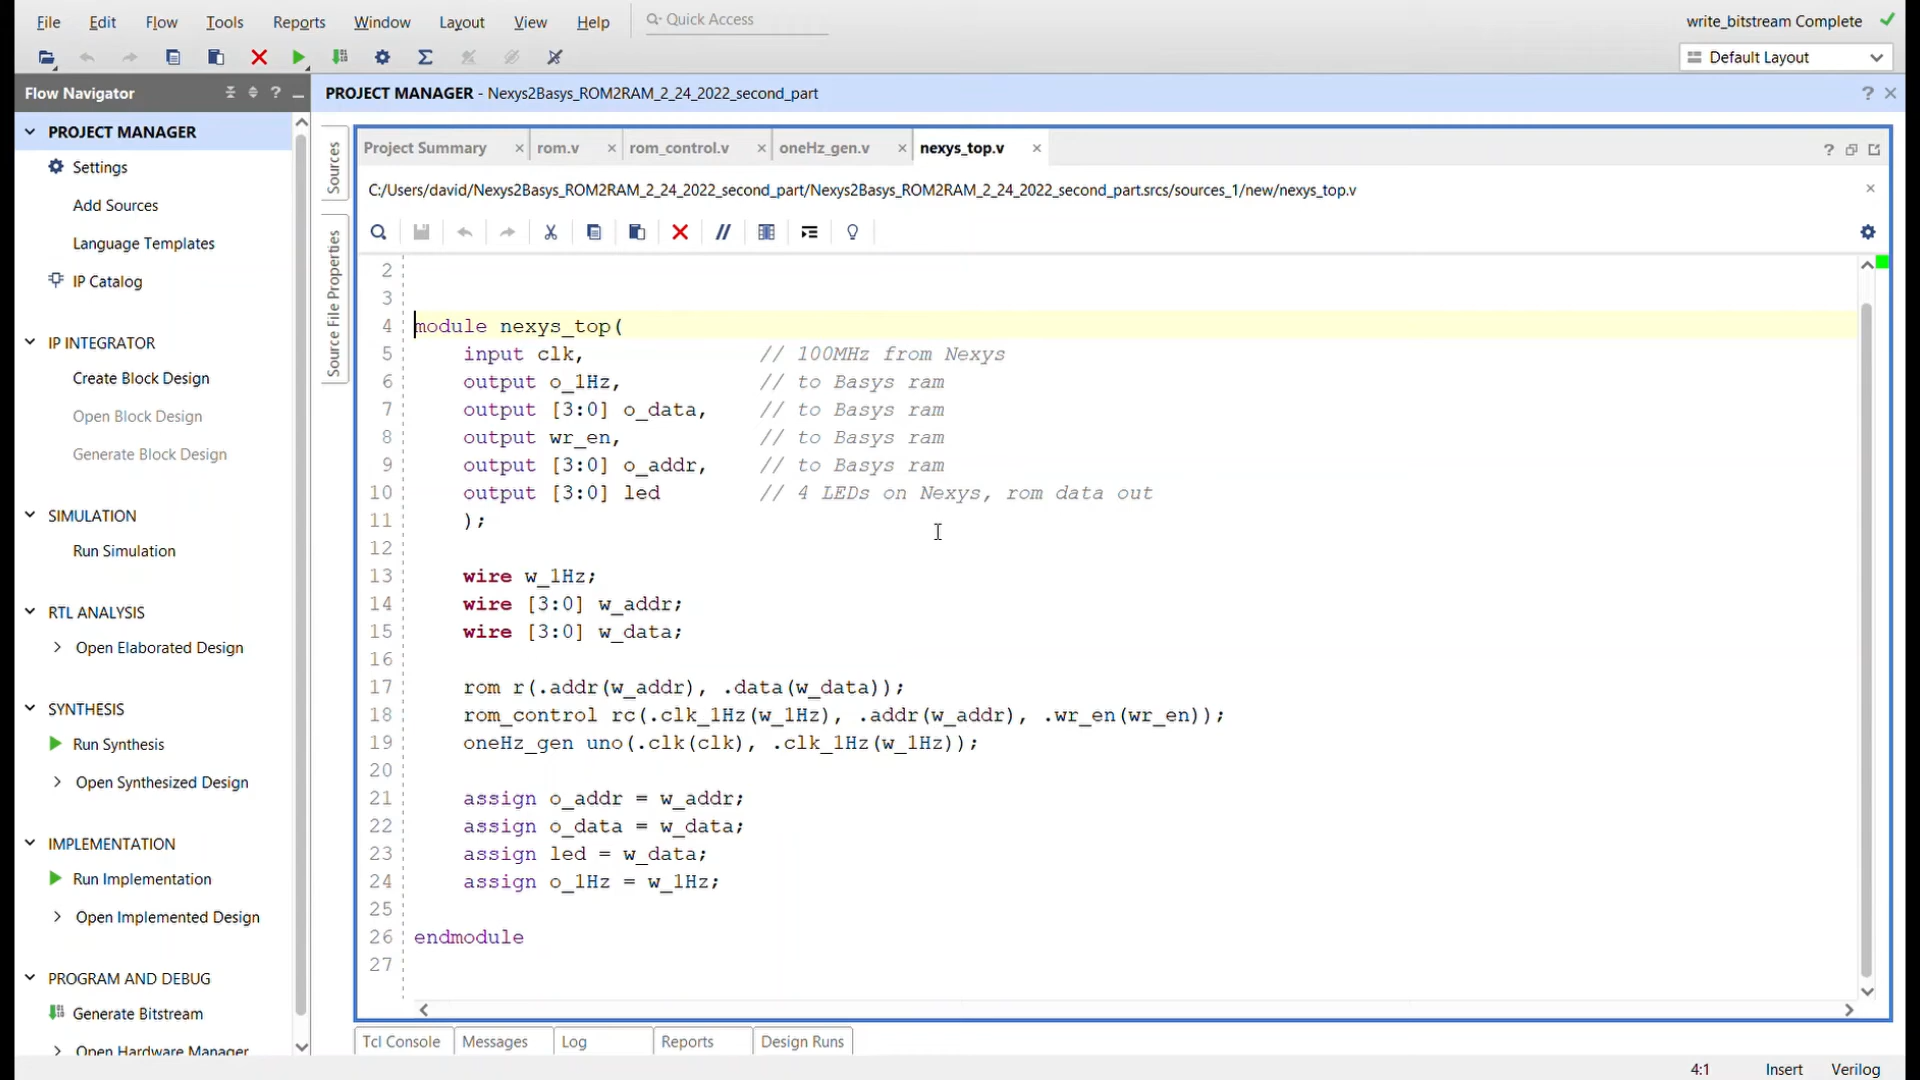 File Edit Flow Tools Reports Window Layout View Help Quick Access write_bitstream Complete
Default Layout
Flow Navigator ? PROJECT MANAGER - Nexys2Basys_ROM2RAM_2_24_2022_second_part ?
PROJECT MANAGER
Settings
Add Sources
Language Templates
IP Catalog
IP INTEGRATOR
Create Block Design
Open Block Design
Generate Block Design
SIMULATION
Run Simulation
RTL ANALYSIS
Open Elaborated Design
SYNTHESIS
Run Synthesis
Open Synthesized Design
IMPLEMENTATION
Run Implementation
Open Implemented Design
PROGRAM AND DEBUG
Generate Bitstream
Open Hardware Manager
Sources
Source File Properties
Project Summary rom.v rom_control.v oneHz_gen.v nexys_top.v ?
C:/Users/david/Nexys2Basys_ROM2RAM_2_24_2022_second_part/Nexys2Basys_ROM2RAM_2_24_2022_second_part.srcs/sources_1/new/nexys_top.v
2
3
4 module nexys_top(
5 input clk, // 100MHz from Nexys
6 output o_1Hz, // to Basys ram
7 output [3:0] o_data, // to Basys ram
8 output wr_en, // to Basys ram
9 output [3:0] o_addr, // to Basys ram
10 output [3:0] led // 4 LEDs on Nexys, rom data out
11 );
12
13 wire w_1Hz;
14 wire [3:0] w_addr;
15 wire [3:0] w_data;
16
17 rom r(.addr(w_addr), .data(w_data));
18 rom_control rc(.clk_1Hz(w_1Hz), .addr(w_addr), .wr_en(wr_en));
19 oneHz_gen uno(.clk(clk), .clk_1Hz(w_1Hz));
20
21 assign o_addr = w_addr;
22 assign o_data = w_data;
23 assign led = w_data;
24 assign o_1Hz = w_1Hz;
25
26 endmodule
27
Tcl Console Messages Log Reports Design Runs
4:1 Insert Verilog